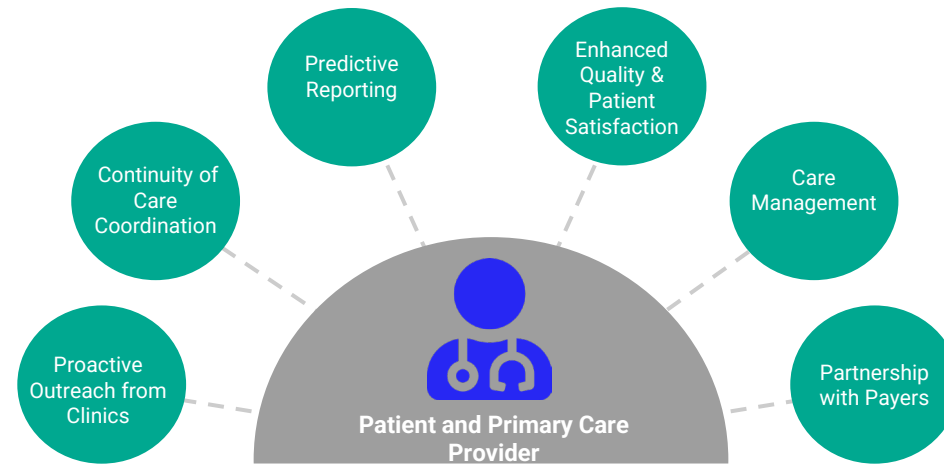 Predictive
Reporting
Enhanced
Quality &
Patient
Satisfaction
Continuity of
Care
Coordination
Care
Management
Proactive
Outreach from
Clinics
Partnership
with Payers
Patient and Primary Care
Provider